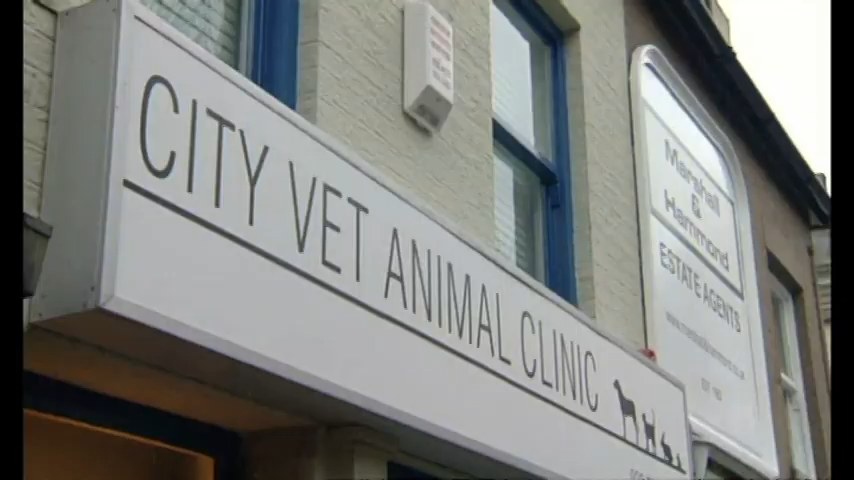 CITY VET ANIMAL CLINIC
Marshall
&
Hammond
ESTATE AGENTS